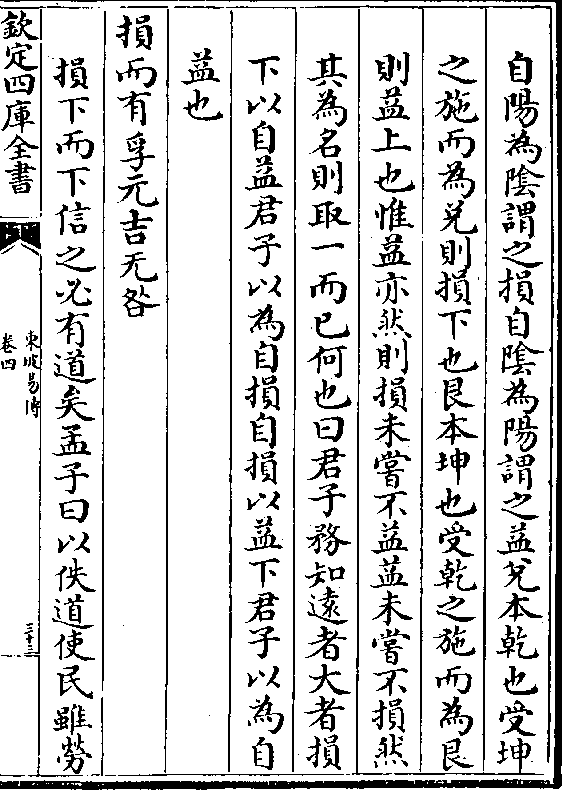 自陽為陰謂之損自陰為陽謂之益兌本乾也受坤
之施而為兌則損下也艮本坤也受乾之施而為艮
則益上也惟益亦然則損未嘗不益益未嘗不損然
其為名則取一而已何也曰君子務知遠者大者損
下以自益君子以為自損自損以益下君子以為自
益也
損而有孚元吉无咎
損下而下信之必有道矣孟子曰以佚道使民雖勞
欽定四庫全書
東坡易傳
卷四
三十三